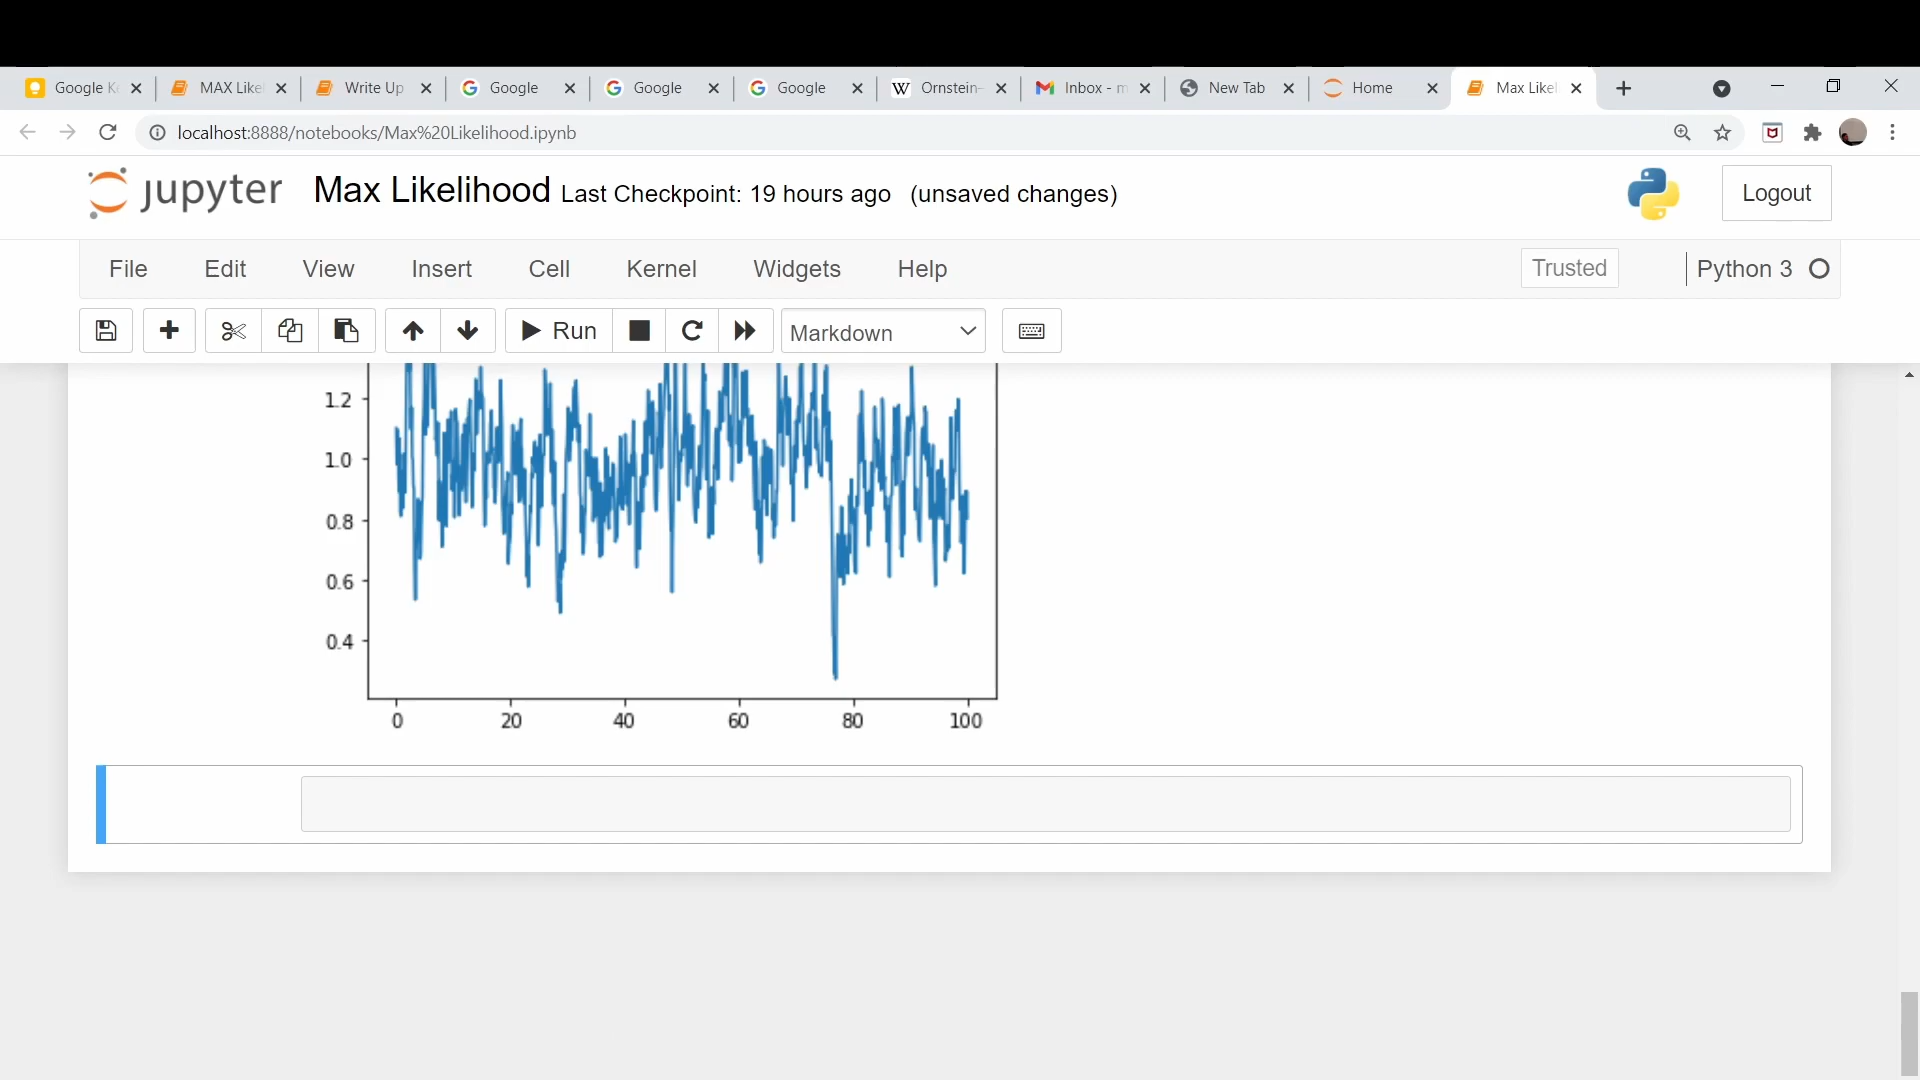 Google K MAX Like Write Up Google Google Google Ornstein- Inbox - m New Tab Home Max Likel
localhost:8888/notebooks/Max%20Likelihood.ipynb
jupyter Max Likelihood Last Checkpoint: 19 hours ago (unsaved changes) Logout
File Edit View Insert Cell Kernel Widgets Help Trusted Python 3
Run Markdown
1.2
1.0
0.8
0.6
0.4
0 20 40 60 80 100